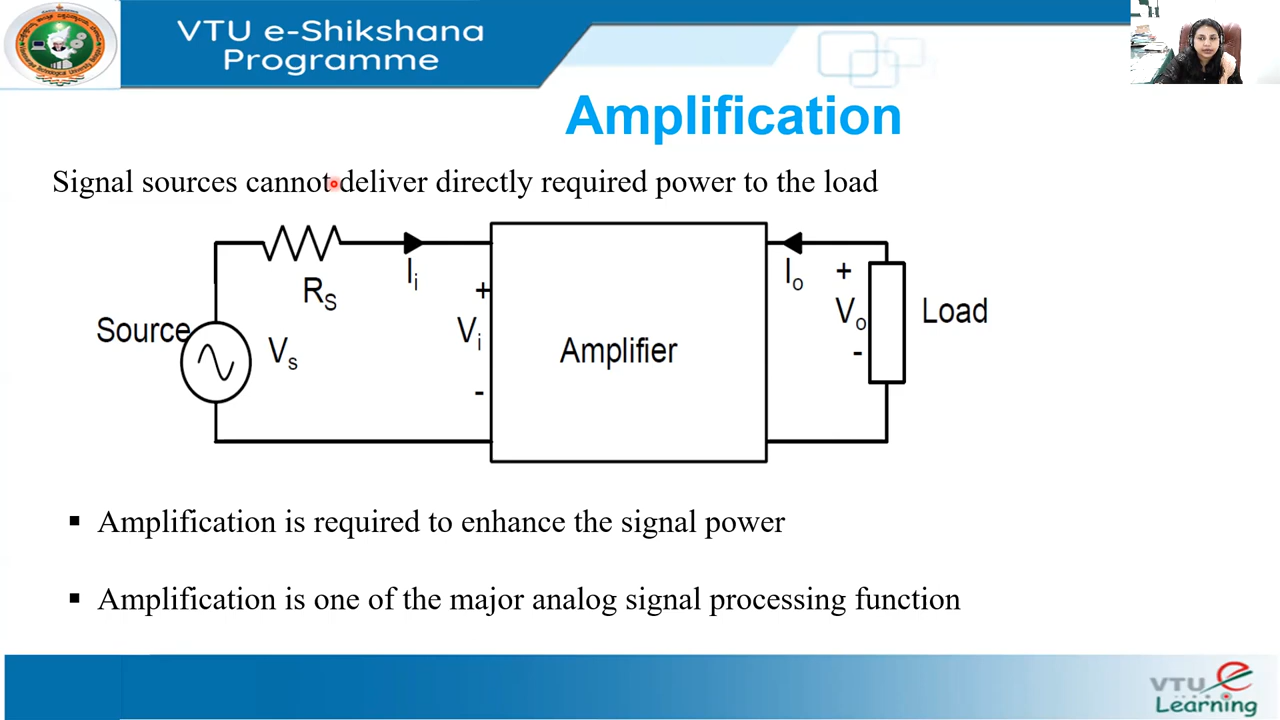 VTU e-Shikshana
Programme
Amplification
Signal sources cannot deliver directly required power to the load
RS
Ii
+
Vi
-
Source
Vs
Amplifier
Io
+
Vo
-
Load
▪ Amplification is required to enhance the signal power
▪ Amplification is one of the major analog signal processing function
VTU e
Learning